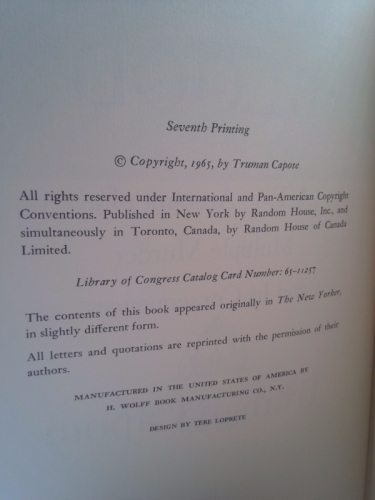 Seventh Printing
© Copyright, 1965, by Truman Capote
All rights reserved under International and Pan-American Copyright
Conventions. Published in New York by Random House, Inc., and
simultaneously in Toronto, Canada, by Random House of Canada
Limited.
Library of Congress Catalog Card Number: 65-11257
The contents of this book appeared originally in The New Yorker,
in slightly different form.
All letters and quotations are reprinted with the permission of their
authors.
MANUFACTURED IN THE UNITED STATES OF AMERICA BY
H. WOLFF BOOK MANUFACTURING CO., N.Y.
DESIGN BY TERE LOPRETE